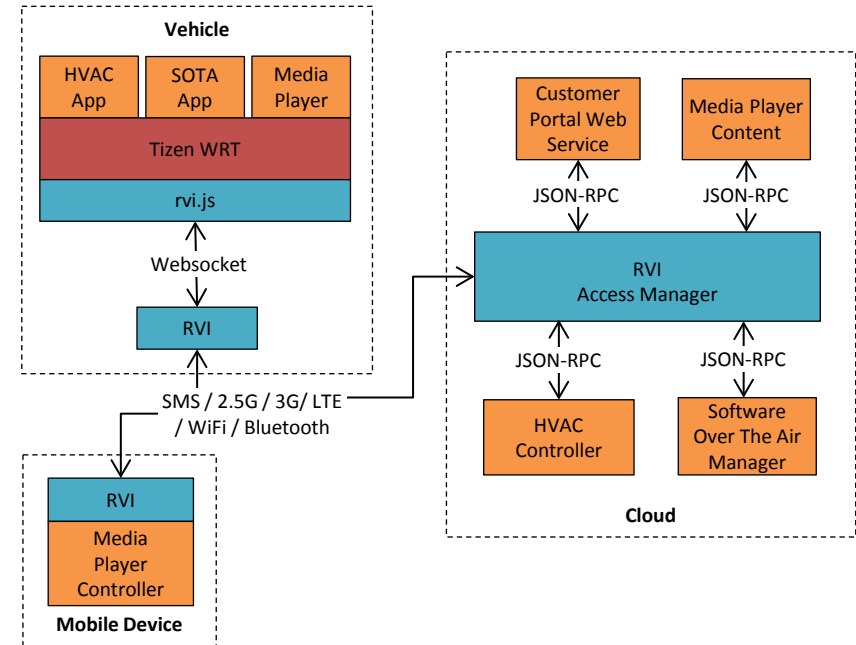 Vehicle
HVAC
App
SOTA
App
Media
Player
Tizen WRT
rvi.js
Websocket
RVI
SMS / 2.5G / 3G/ LTE
/ WiFi / Bluetooth
RVI
Media
Player
Controller
Mobile Device
Customer
Portal Web
Service
Media Player
Content
JSON-RPC
JSON-RPC
RVI
Access Manager
JSON-RPC
JSON-RPC
HVAC
Controller
Software
Over The Air
Manager
Cloud